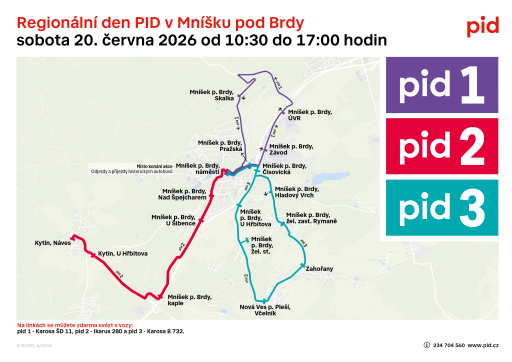 Regionální den PID v Mníšku pod Brdy
sobota 20. června 2026 od 10:30 do 17:00 hodin
pid
pid 1
pid 2
pid 3
Mníšek p. Brdy,
Skalka
Mníšek p. Brdy,
ÚVR
Mníšek p. Brdy,
Pražská
Mníšek p. Brdy,
Závod
Místo konání akce
Odjezdy a příjezdy historických autobusů
Mníšek p. Brdy,
náměstí
Mníšek p. Brdy,
Čisovická
Mníšek p. Brdy,
Nad Špejcharem
Mníšek p. Brdy,
Hladový Vrch
Mníšek p. Brdy,
U Šibence
Mníšek
p. Brdy,
U Hřbitova
Mníšek p. Brdy,
žel. zast. Rymaně
Kytín, Náves
Kytín, U Hřbitova
Mníšek
p. Brdy,
žel. st.
Zahořany
Mníšek p. Brdy,
kaple
Nová Ves p. Pleší,
Včelník
Na linkách se můžete zdarma svézt s vozy:
pid 1 - Karosa ŠD 11, pid 2 - Ikarus 280 a pid 3 - Karosa B 732.
234 704 560 www.pid.cz